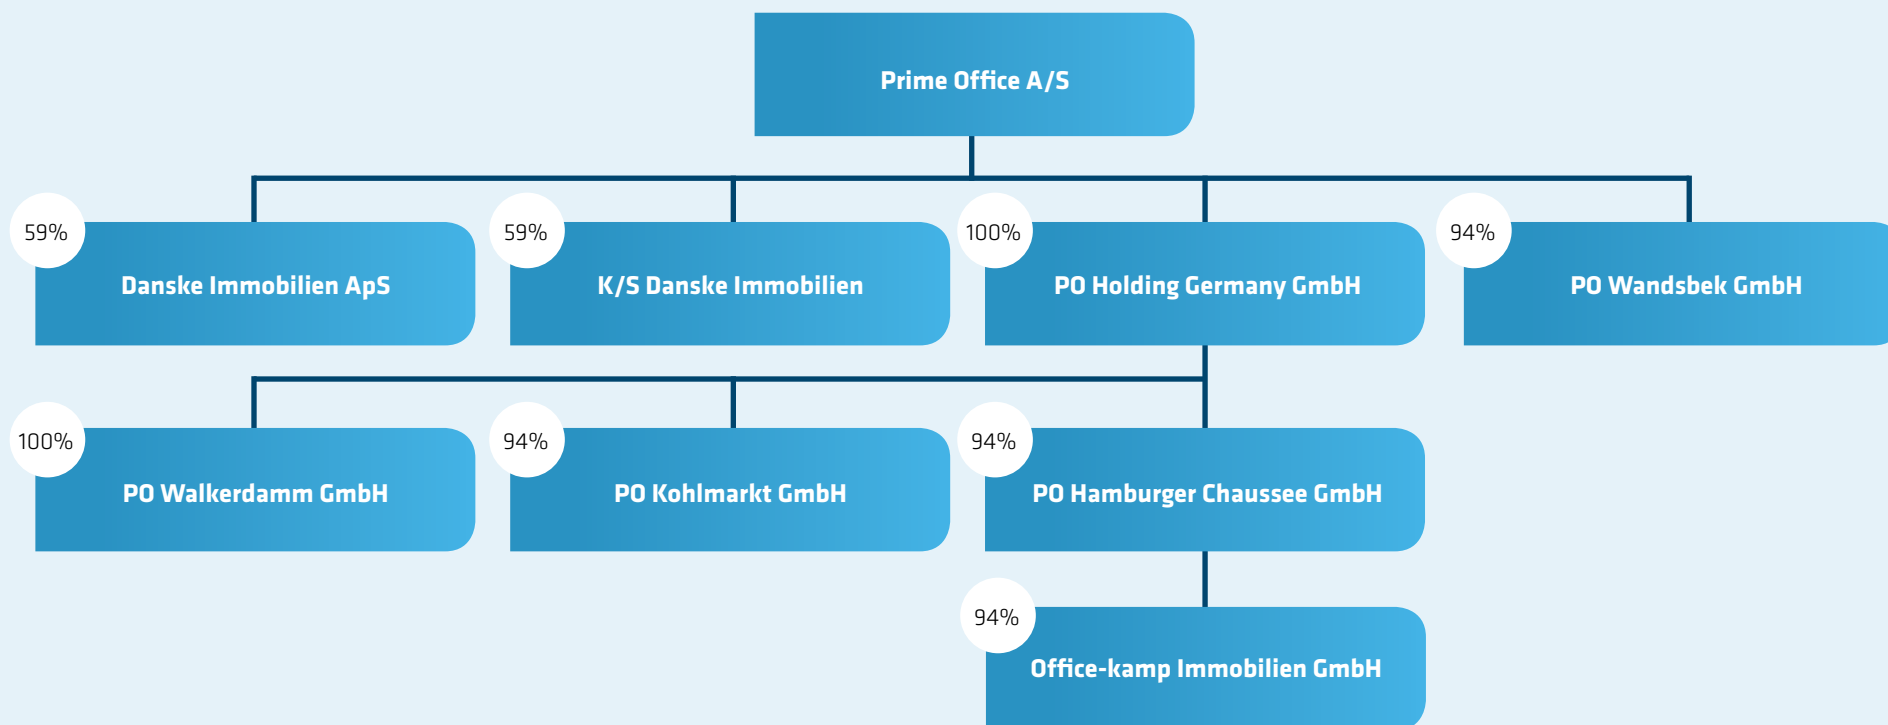 Prime Office A/S
59%
Danske Immobilien ApS
59%
K/S Danske Immobilien
100%
PO Holding Germany GmbH
94%
PO Wandsbek GmbH
100%
PO Walkerdamm GmbH
94%
PO Kohlmarkt GmbH
94%
PO Hamburger Chaussee GmbH
94%
Office-kamp Immobilien GmbH